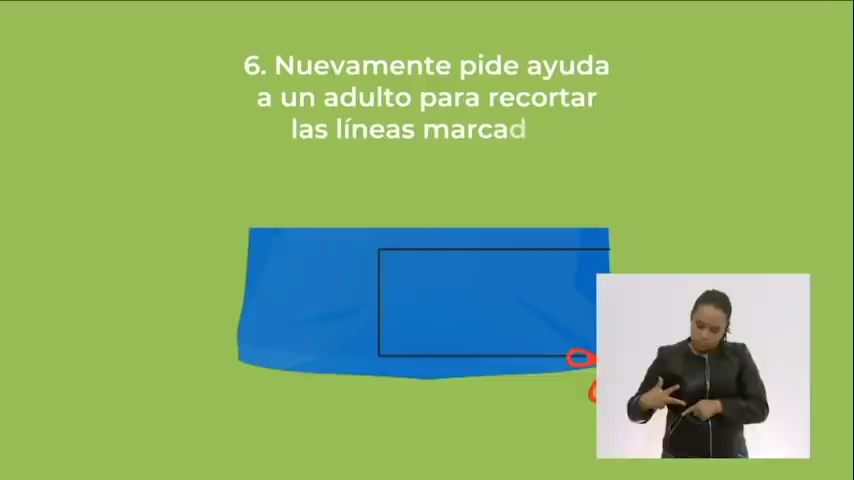 6. Nuevamente pide ayuda
a un adulto para recortar
las líneas marcad